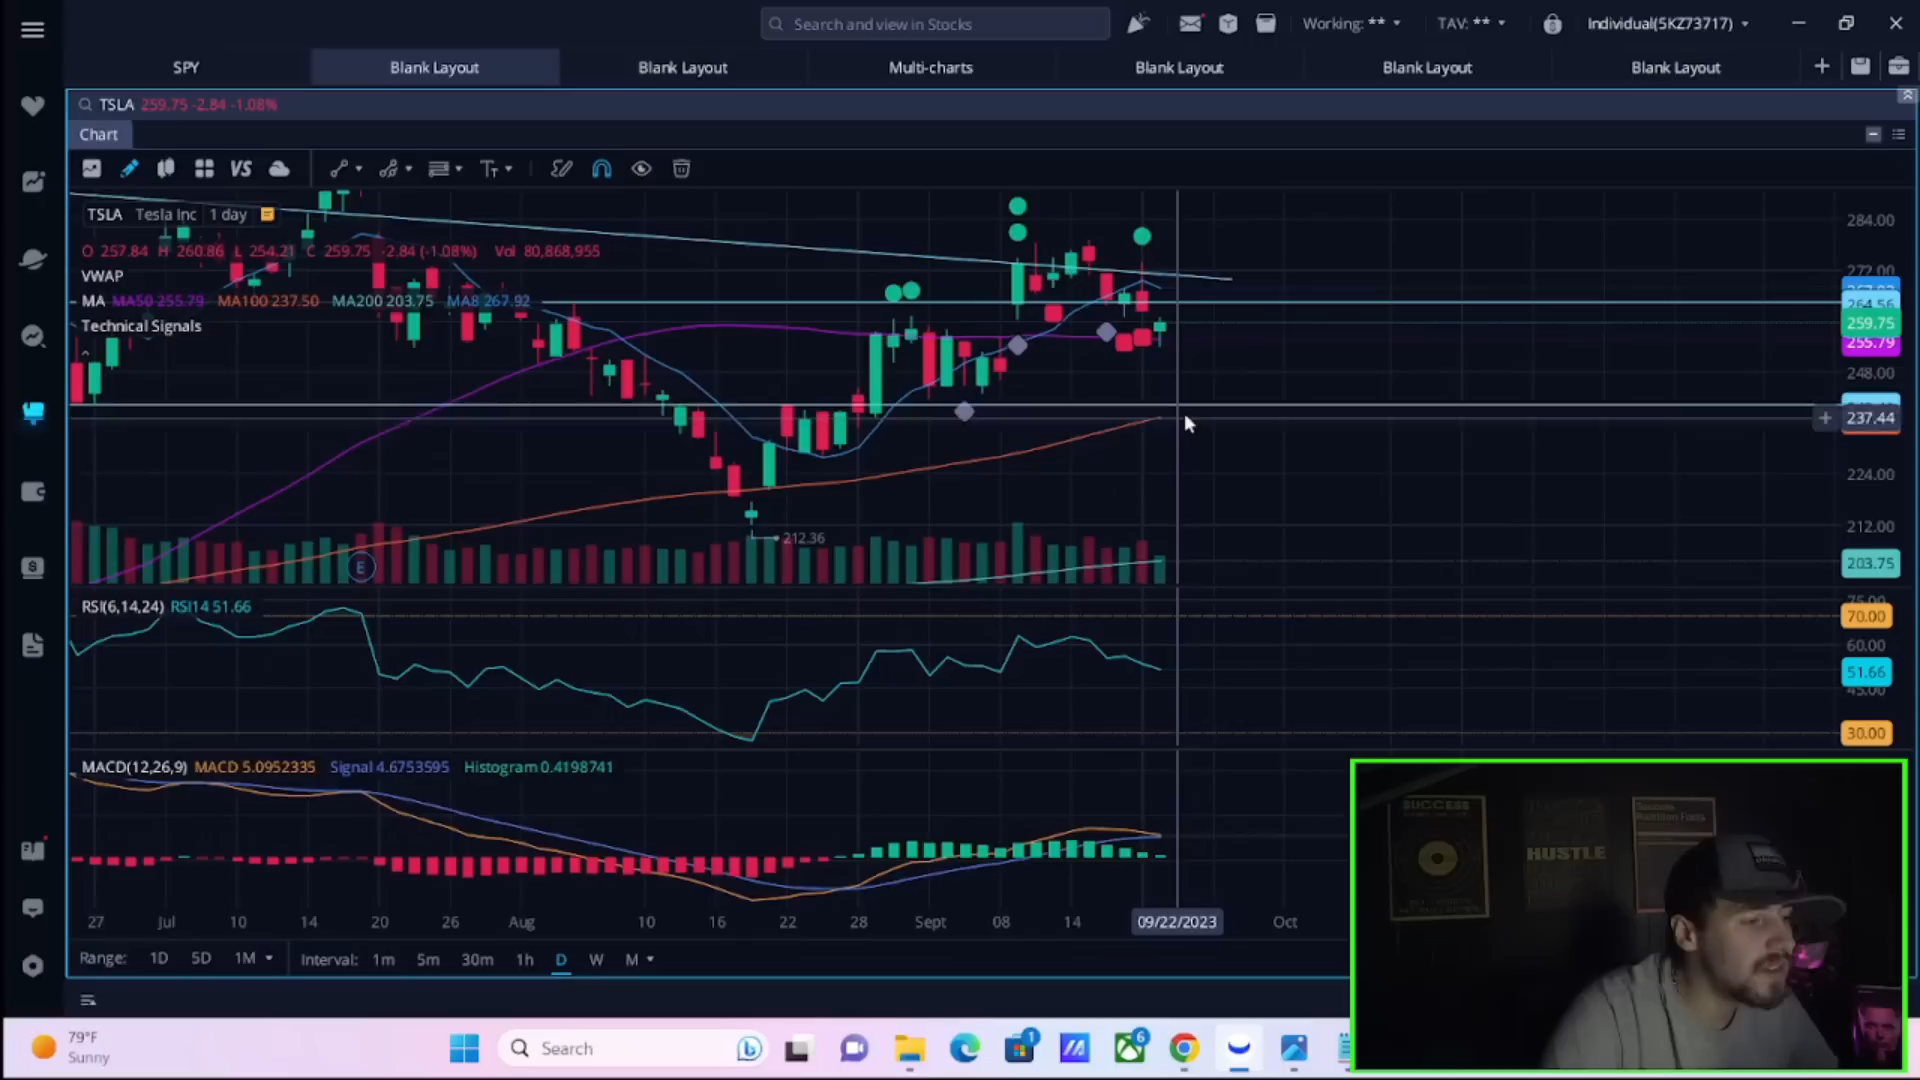 Search and view in Stocks
Working: **
TAV: **
Individual(5KZ73717)
SPY
Blank Layout
Blank Layout
Multi-charts
Blank Layout
Blank Layout
Blank Layout
TSLA 259.75 -2.84 -1.08%
Chart
VS
TSLA Tesla Inc 1 day
O 257.84 H 260.86 L 254.21 C 259.75 -2.84 (-1.08%) Vol 80,868,955
VWAP
MA MA50 255.79 MA100 237.50 MA200 203.75 MA8 267.92
Technical Signals
284.00
272.00
264.56
259.75
255.79
248.00
237.44
224.00
212.00
203.75
212.36
E
RSI(6,14,24) RSI14 51.66
75.00
70.00
60.00
51.66
45.00
30.00
MACD(12,26,9) MACD 5.0952335 Signal 4.6753595 Histogram 0.4198741
27 Jul 10 14 20 26 Aug 10 16 22 28 Sept 08 14 09/22/2023 Oct
Range: 1D 5D 1M Interval: 1m 5m 30m 1h D W M
SUCCESS
HUSTLE
79°F
Sunny
Search
1
6